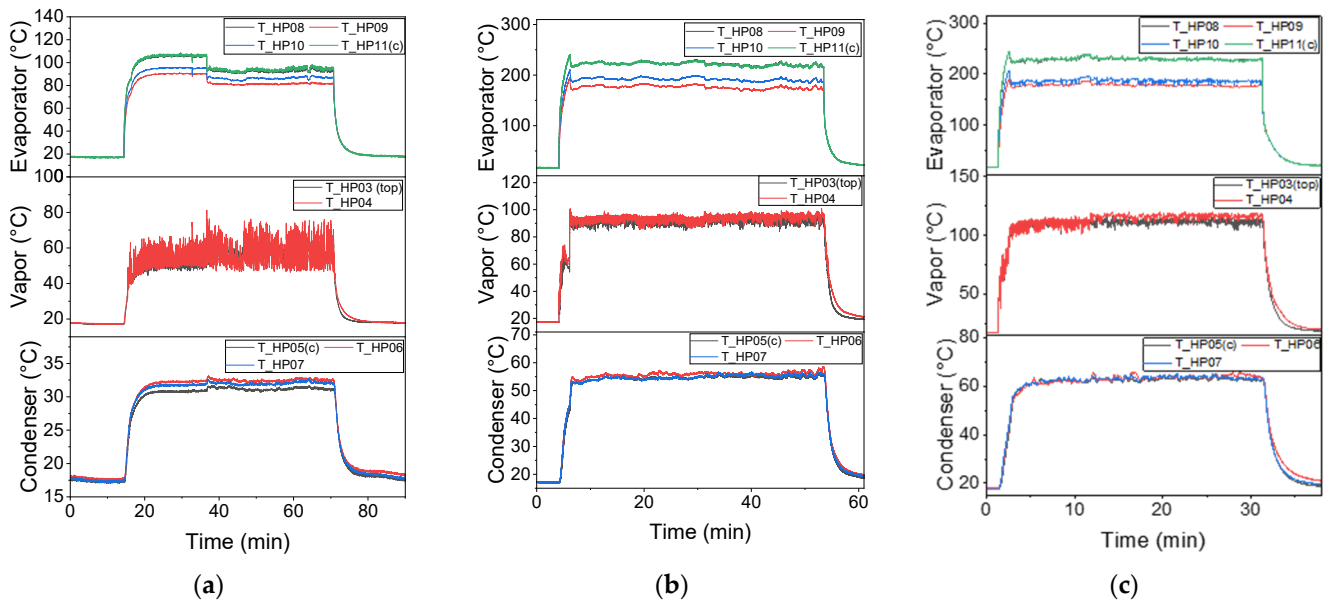 140
120
100
80
60
40
20
Evaporator (°C)
T_HP08 T_HP09
T_HP10 T_HP11(c)
100
80
60
40
20
Vapor (°C)
T_HP03 (top)
T_HP04
35
30
25
20
15
Condenser (°C)
T_HP05(c) T_HP06
T_HP07
0 20 40 60 80
Time (min)
(a)
300
200
100
Evaporator (°C)
T_HP08 T_HP09
T_HP10 T_HP11(c)
120
100
80
60
40
20
Vapor (°C)
T_HP03(top)
T_HP04
70
60
50
40
30
20
Condenser (°C)
T_HP05(c) T_HP06
T_HP07
0 20 40 60
Time (min)
(b)
300
200
100
Evaporator (°C)
T_HP08 T_HP09
T_HP10 T_HP11(c)
150
100
50
Vapor (°C)
T_HP03(top)
T_HP04
80
60
40
20
Condenser (°C)
T_HP05(c) T_HP06
T_HP07
0 10 20 30
Time (min)
(c)